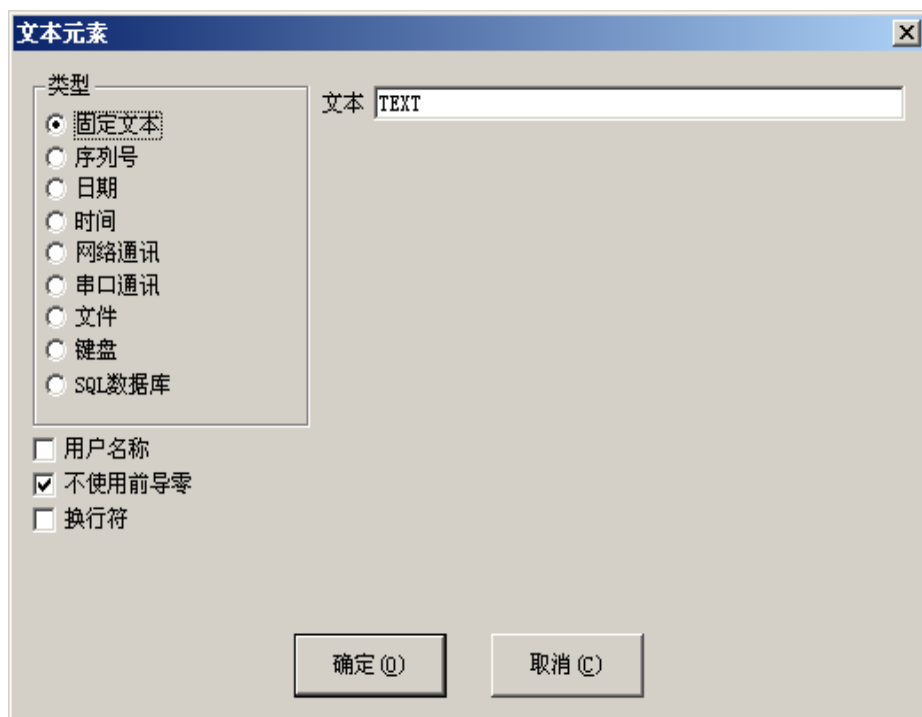 文本元素
类型
固定文本
序列号
日期
时间
网络通讯
串口通讯
文件
键盘
SQL数据库
文本 TEXT
用户名称
不使用前导零
换行符
确定(O)
取消(C)